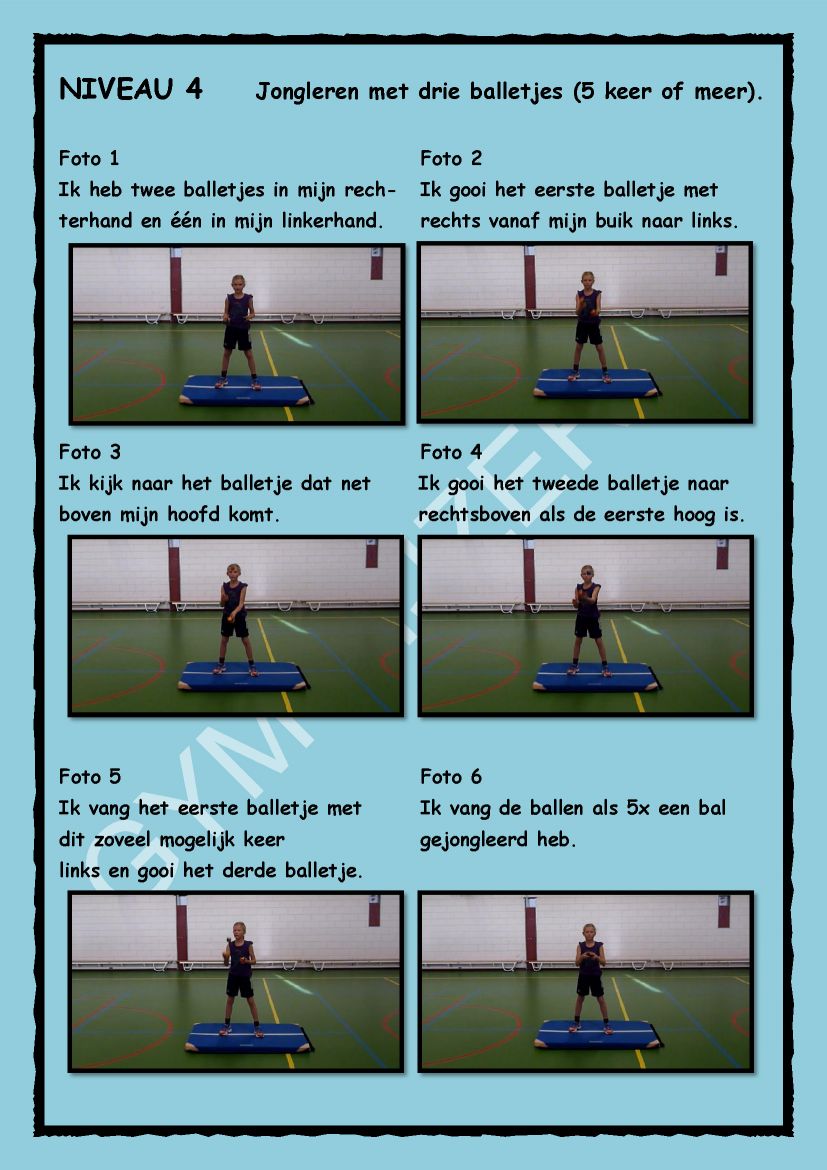 NIVEAU 4 Jongleren met drie balletjes (5 keer of meer).
Foto 1
Ik heb twee balletjes in mijn rech-
terhand en één in mijn linkerhand.
Foto 2
Ik gooi het eerste balletje met
rechts vanaf mijn buik naar links.
Foto 3
Ik kijk naar het balletje dat net
boven mijn hoofd komt.
Foto 4
Ik gooi het tweede balletje naar
rechtsboven als de eerste hoog is.
Foto 5
Ik vang het eerste balletje met
dit zoveel mogelijk keer
links en gooi het derde balletje.
Foto 6
Ik vang de ballen als 5x een bal
gejongleerd heb.
GYM